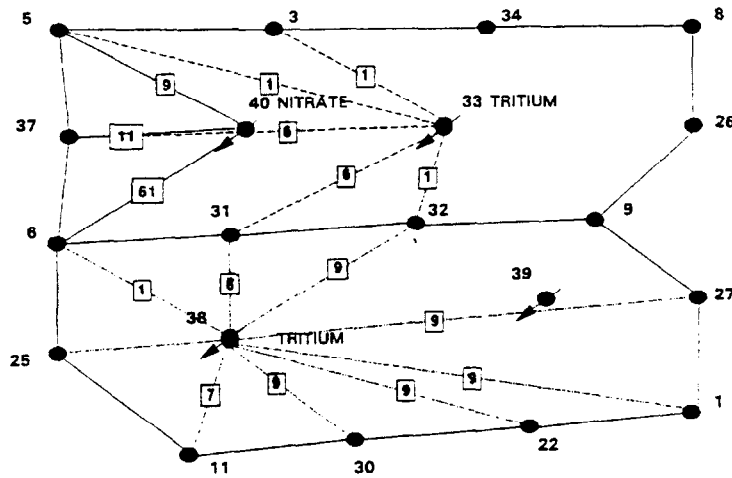 5 3 34 8
9 1 1
40 NITRATE 33 TRITIUM
37 11 6 26
61 6 1
6 31 32 9
1 6 9 39
38 TRITIUM 9 27
25
7 9 9 9
11 30 22 1